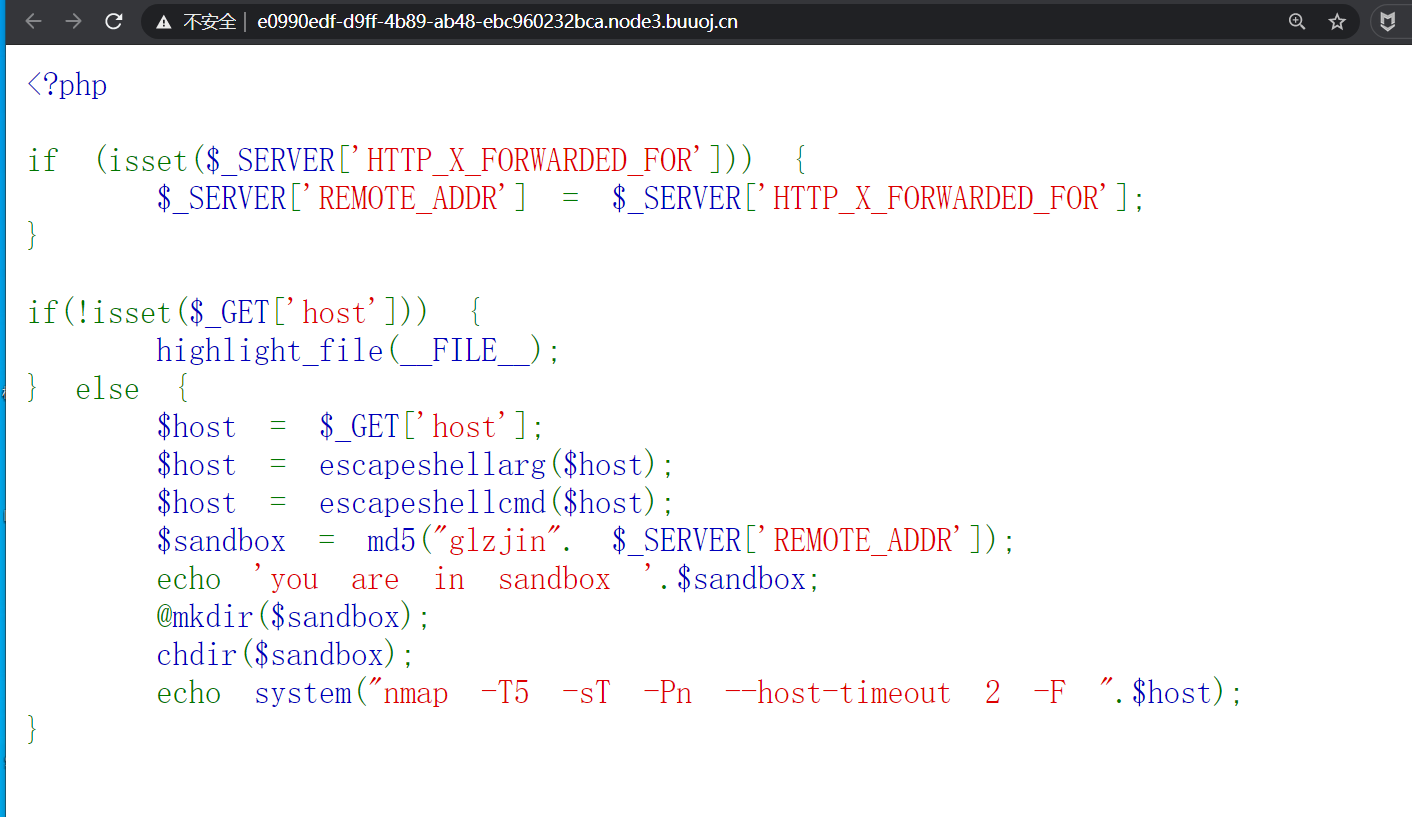 不安全 e0990edf-d9ff-4b89-ab48-ebc960232bca.node3.buuoj.cn
<?php
if (isset($_SERVER['HTTP_X_FORWARDED_FOR'])) {
$_SERVER['REMOTE_ADDR'] = $_SERVER['HTTP_X_FORWARDED_FOR'];
}
if(!isset($_GET['host'])) {
highlight_file(__FILE__);
} else {
$host = $_GET['host'];
$host = escapeshellarg($host);
$host = escapeshellcmd($host);
$sandbox = md5("glzjin". $_SERVER['REMOTE_ADDR']);
echo 'you are in sandbox '.$sandbox;
@mkdir($sandbox);
chdir($sandbox);
echo system("nmap -T5 -sT -Pn --host-timeout 2 -F ".$host);
}